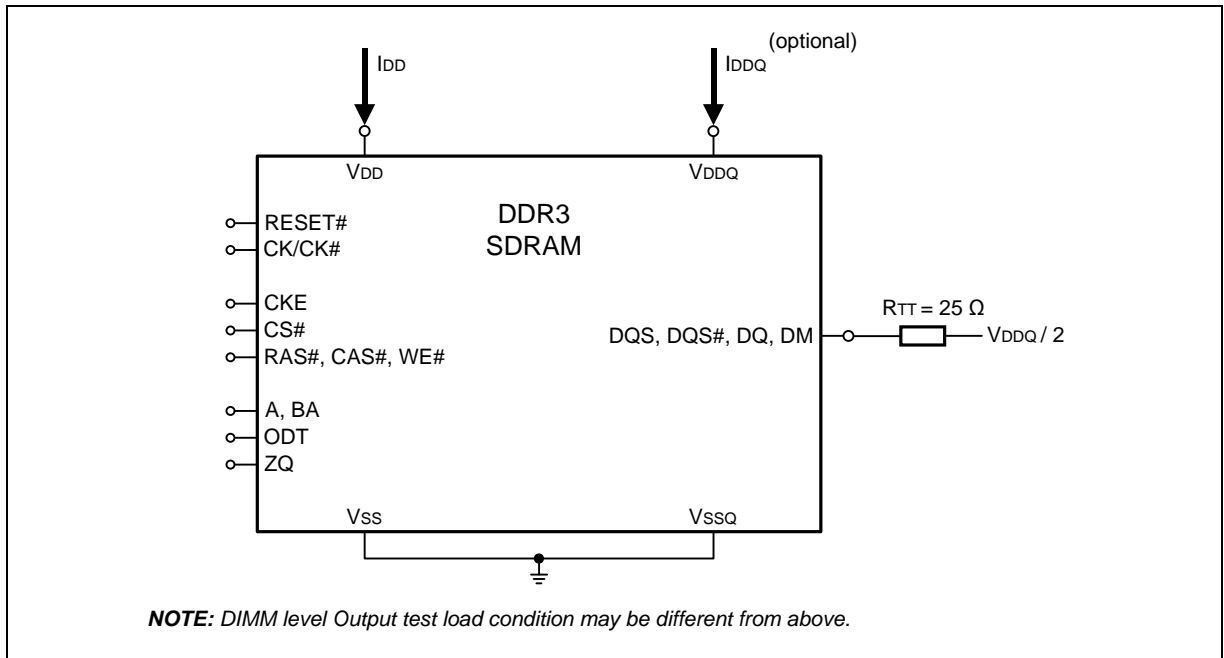 (optional)
IDD
IDDQ
VDD
VDDQ
DDR3
SDRAM
RESET#
CK/CK#
CKE
CS#
RAS#, CAS#, WE#
A, BA
ODT
ZQ
DQS, DQS#, DQ, DM
RTT = 25 Ω
VDDQ / 2
VSS
VSSQ
NOTE: DIMM level Output test load condition may be different from above.